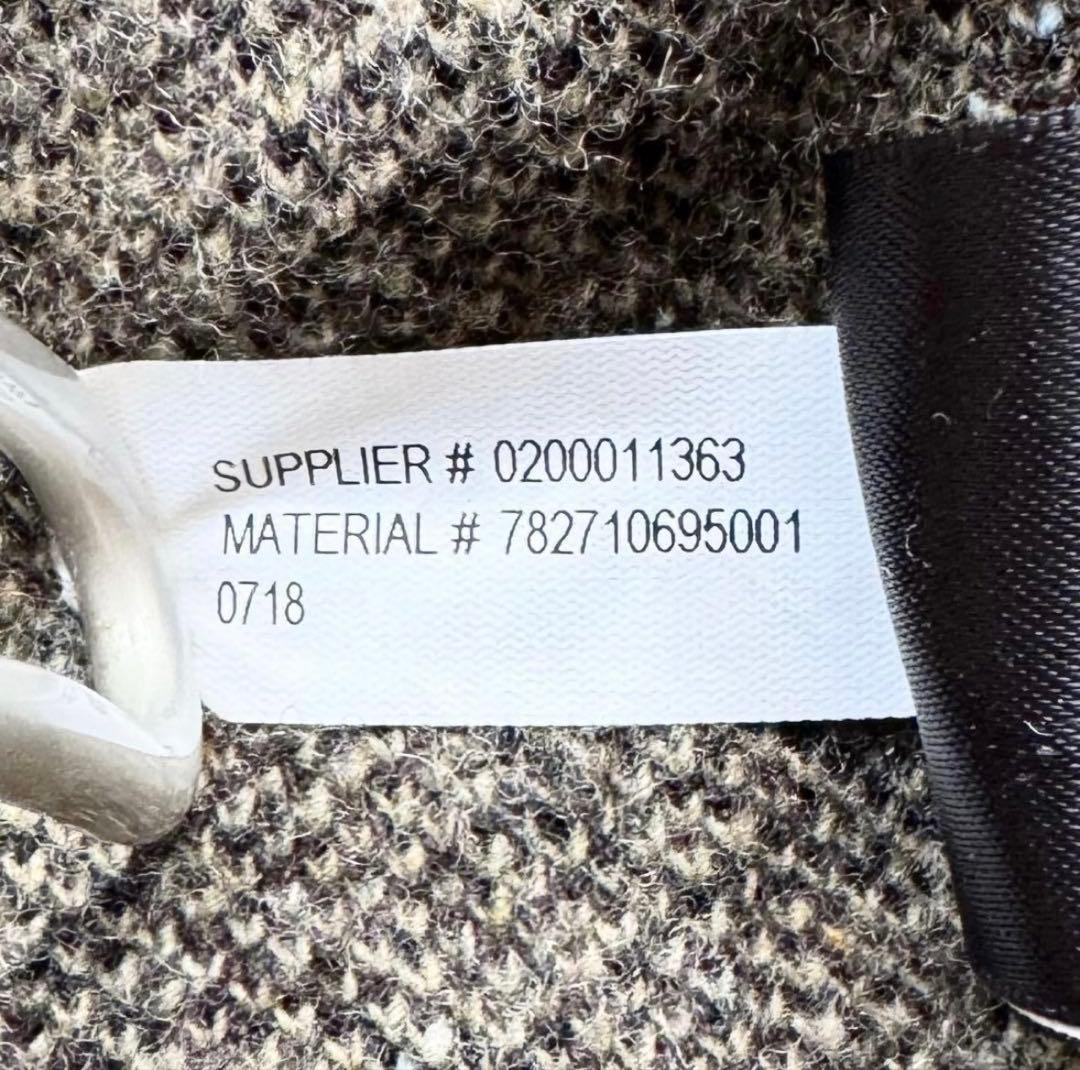 SUPPLIER # 0200011363
MATERIAL # 782710695001
0718